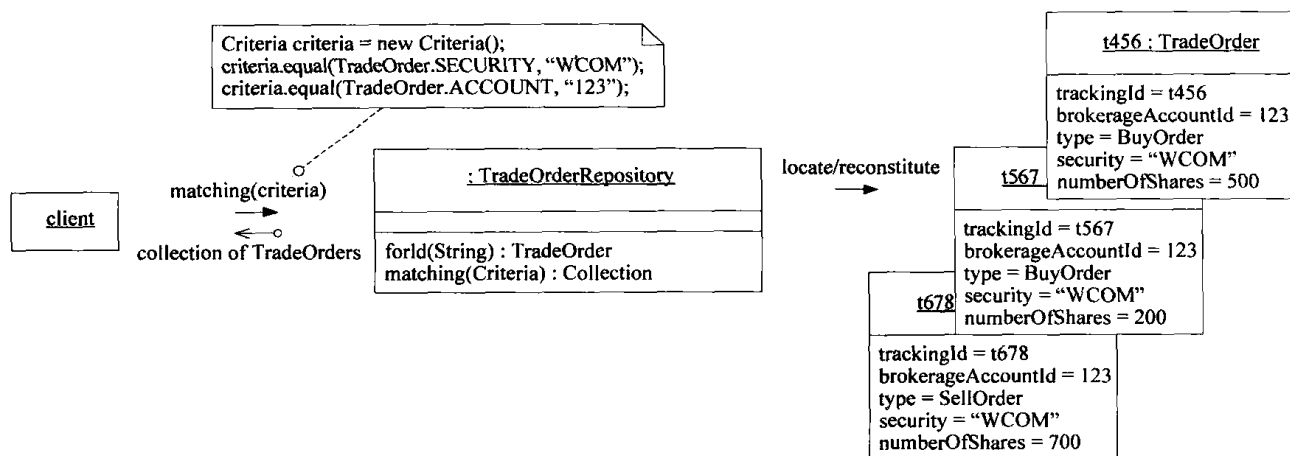 Criteria criteria = new Criteria();
criteria.equal(TradeOrder.SECURITY, “WCOM”);
criteria.equal(TradeOrder.ACCOUNT, “123”);
client
matching(criteria)
collection of TradeOrders
: TradeOrderRepository
forId(String) : TradeOrder
matching(Criteria) : Collection
locate/reconstitute
t456 : TradeOrder
trackingId = t456
brokerageAccountId = 123
type = BuyOrder
security = “WCOM”
numberOfShares = 500
t567
trackingId = t567
brokerageAccountId = 123
type = BuyOrder
security = “WCOM”
numberOfShares = 200
t678
trackingId = t678
brokerageAccountId = 123
type = SellOrder
security = “WCOM”
numberOfShares = 700